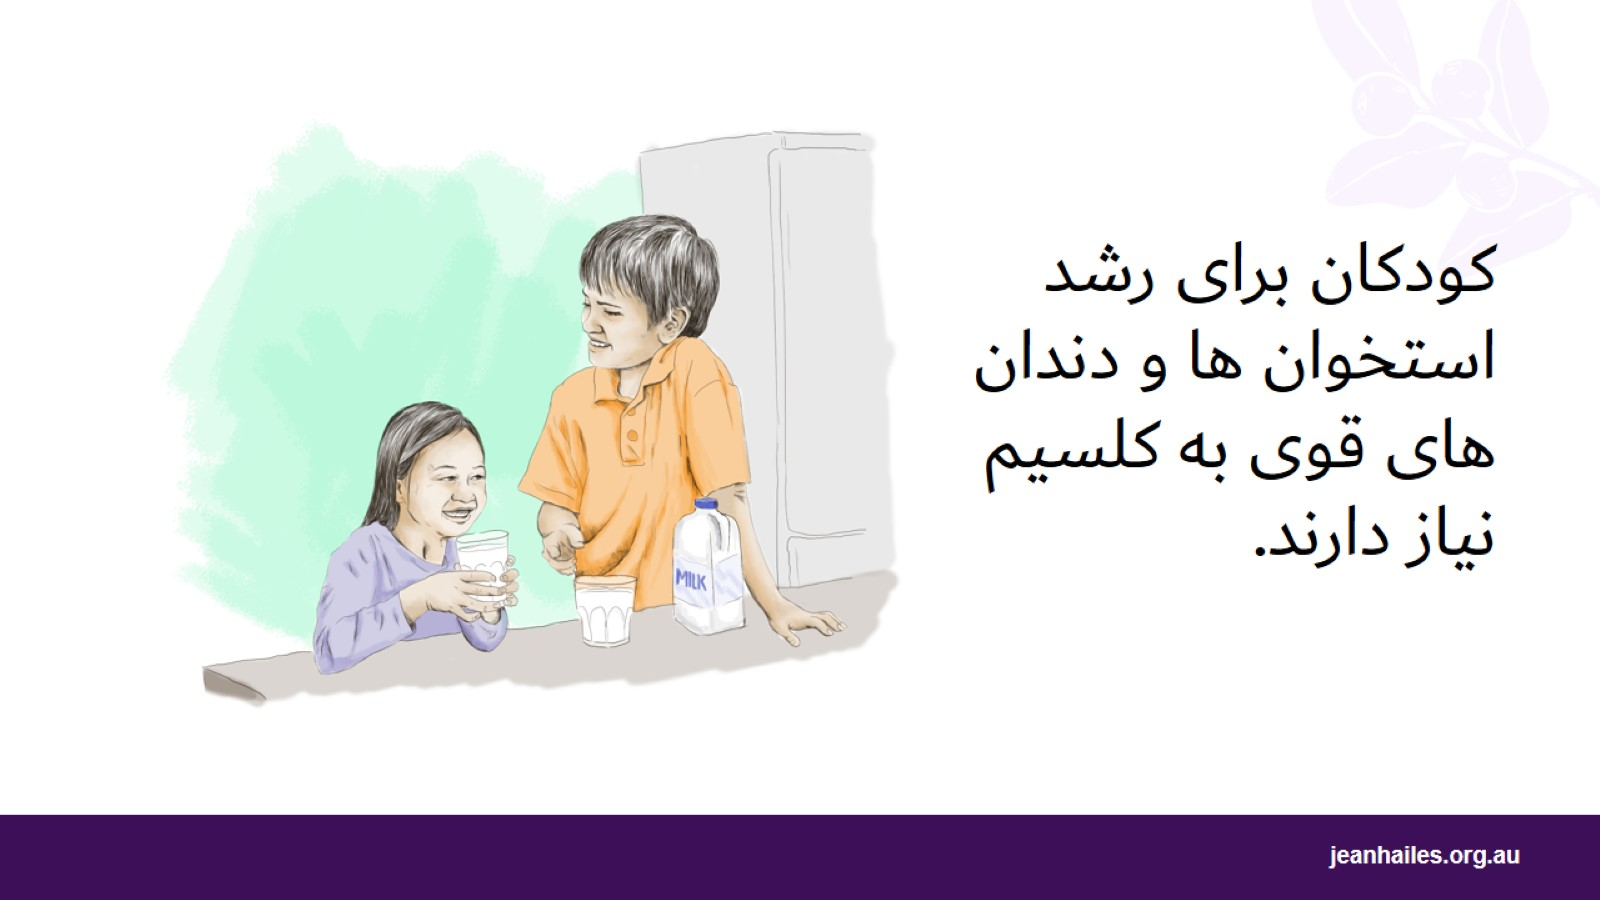 کودکان برای رشد
استخوان ها و دندان
های قوی به کلسیم
نیاز دارند.
MILK
jeanhailes.org.au